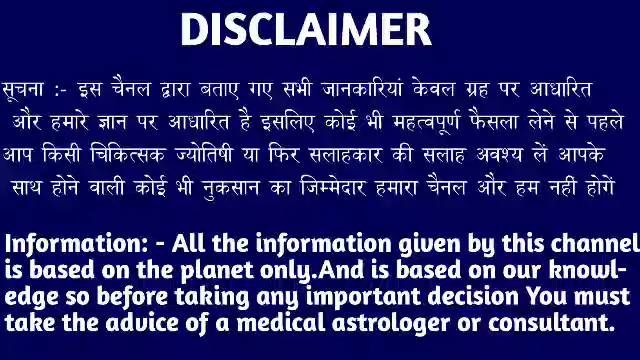 DISCLAIMER
सूचना :- इस चैनल द्वारा बताए गए सभी जानकारियां केवल ग्रह पर आधारित
और हमारे ज्ञान पर आधारित है इसलिए कोई भी महत्वपूर्ण फैसला लेने से पहले
आप किसी चिकित्सक ज्योतिषी या फिर सलाहकार की सलाह अवश्य लें आपके
साथ होने वाली कोई भी नुकसान का जिम्मेदार हमारा चैनल और हम नहीं होगें
Information: - All the information given by this channel
is based on the planet only.And is based on our knowl-
edge so before taking any important decision You must
take the advice of a medical astrologer or consultant.